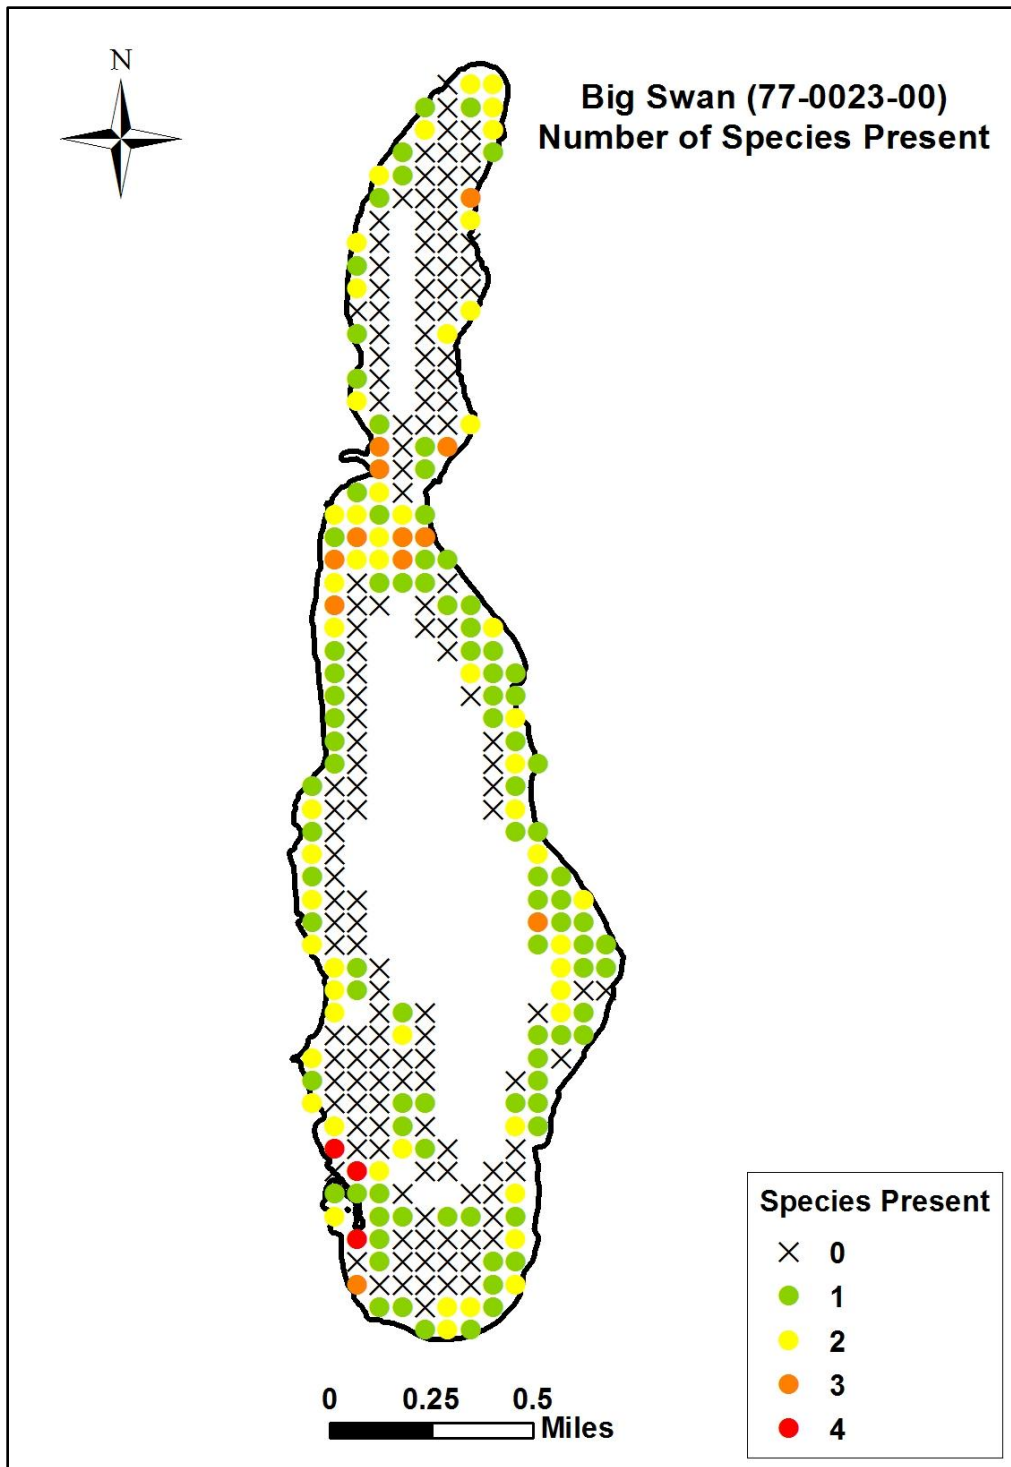 N
Big Swan (77-0023-00)
Number of Species Present
Species Present
0
1
2
3
4
0 0.25 0.5
Miles